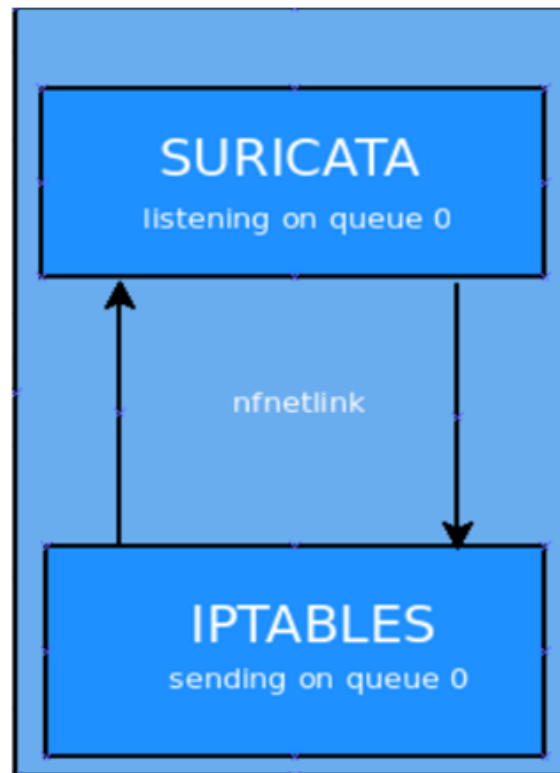 SURICATA
listening on queue 0
nfnetlink
IPTABLES
sending on queue 0